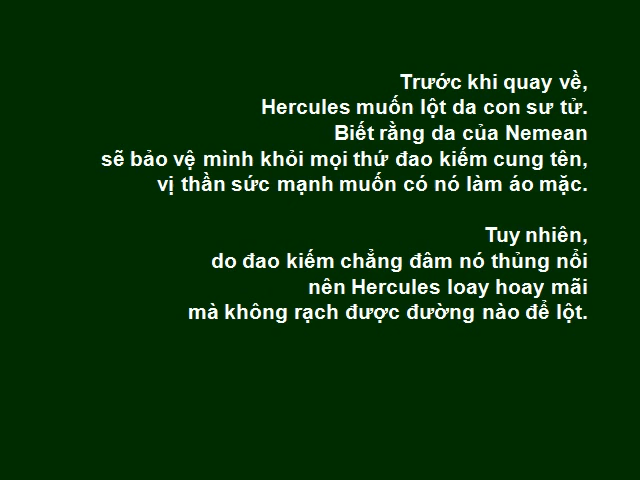 Trước khi quay về,
Hercules muốn lột da con sư tử.
Biết rằng da của Nemean
sẽ bảo vệ mình khỏi mọi thứ đao kiếm cung tên,
vị thần sức mạnh muốn có nó làm áo mặc.
Tuy nhiên,
do đao kiếm chẳng đâm nó thủng nổi
nên Hercules loay hoay mãi
mà không rạch được đường nào để lột.